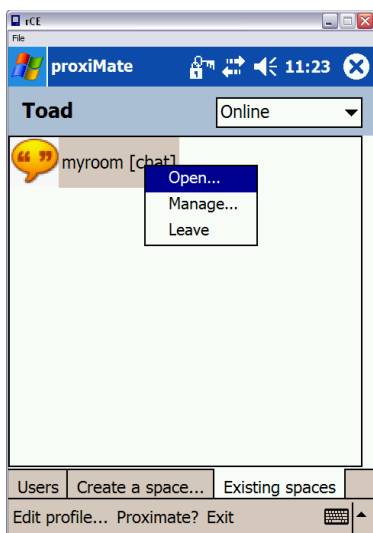 rCE
File
proxiMate 11:23
Toad Online
myroom [chat]
Open...
Manage...
Leave
Users Create a space... Existing spaces
Edit profile... Proximate? Exit